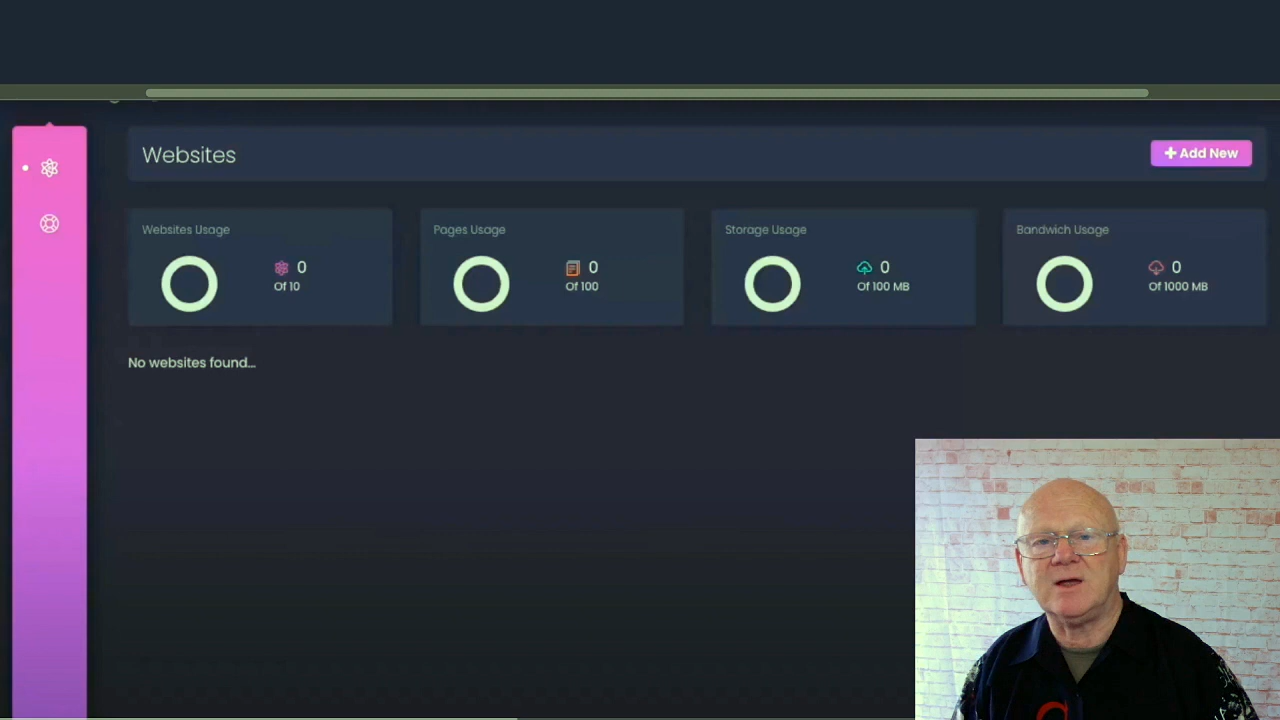 Websites
+ Add New
Websites Usage
0
Of 10
Pages Usage
0
Of 100
Storage Usage
0
Of 100 MB
Bandwich Usage
0
Of 1000 MB
No websites found...